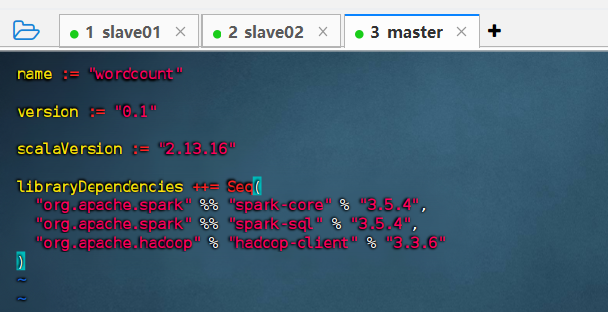 1 slave01 × 2 slave02 × 3 master × +
name := "wordcount"
version := "0.1"
scalaVersion := "2.13.16"
libraryDependencies ++= Seq(
"org.apache.spark" %% "spark-core" % "3.5.4",
"org.apache.spark" %% "spark-sql" % "3.5.4",
"org.apache.hadoop" % "hadoop-client" % "3.3.6"
)
~
~